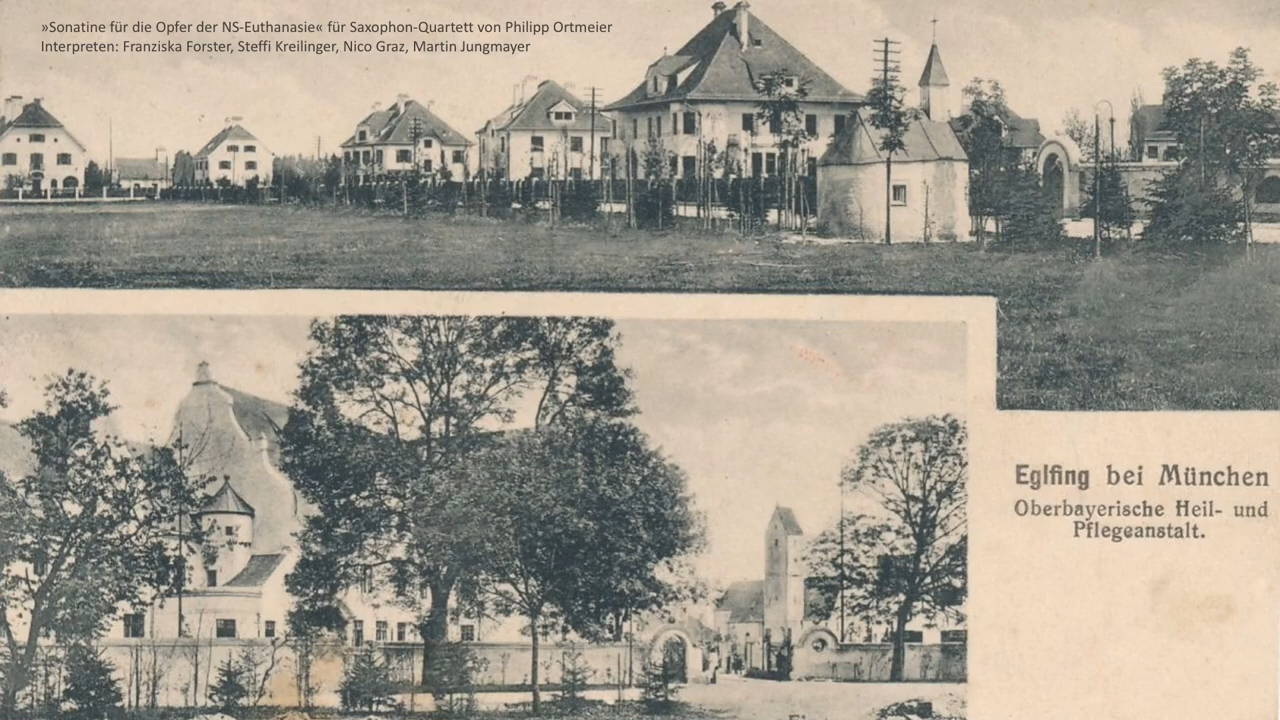 »Sonatine für die Opfer der NS-Euthanasie« für Saxophon-Quartett von Philipp Ortmeier
Interpreten: Franziska Forster, Steffi Kreilinger, Nico Graz, Martin Jungmayer
Eglfing bei München
Oberbayerische Heil- und
Pflegeanstalt.